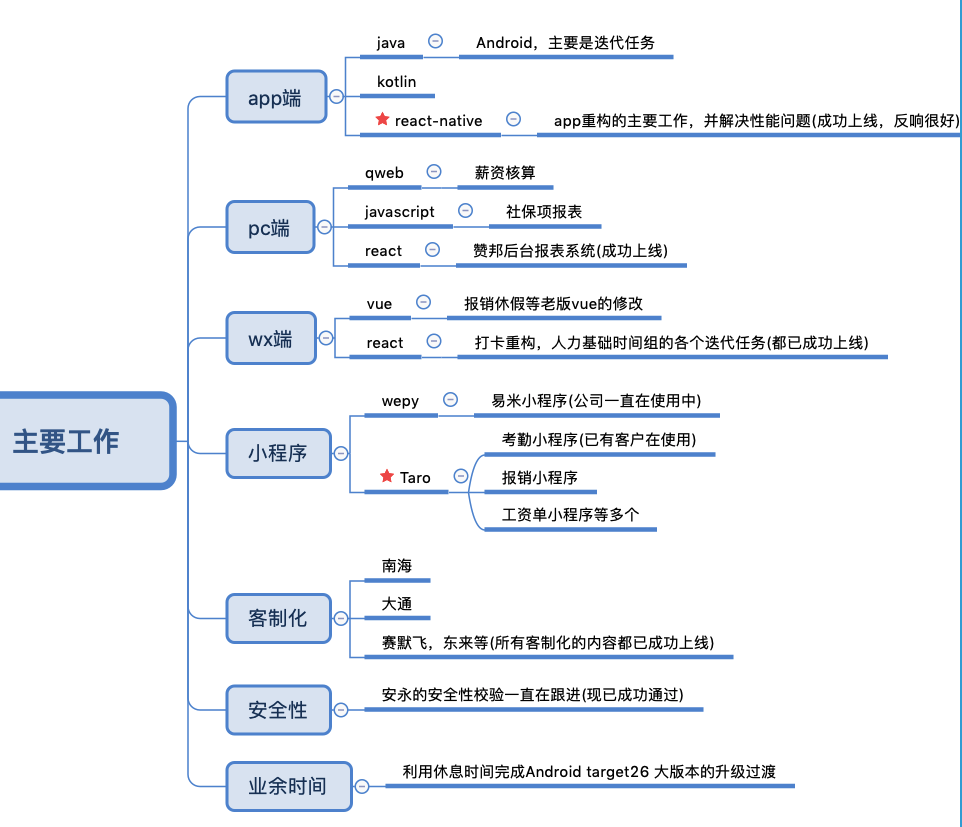 主要工作
app端
java
Android，主要是迭代任务
kotlin
react-native
app重构的主要工作，并解决性能问题(成功上线，反响很好)
pc端
qweb
薪资核算
javascript
社保项报表
react
赞邦后台报表系统(成功上线)
wx端
vue
报销休假等老版vue的修改
react
打卡重构，人力基础时间组的各个迭代任务(都已成功上线)
小程序
wepy
易米小程序(公司一直在使用中)
Taro
考勤小程序(已有客户在使用)
报销小程序
工资单小程序等多个
客制化
南海
大通
赛默飞，东来等(所有客制化的内容都已成功上线)
安全性
安永的安全性校验一直在跟进(现已成功通过)
业余时间
利用休息时间完成Android target26 大版本的升级过渡